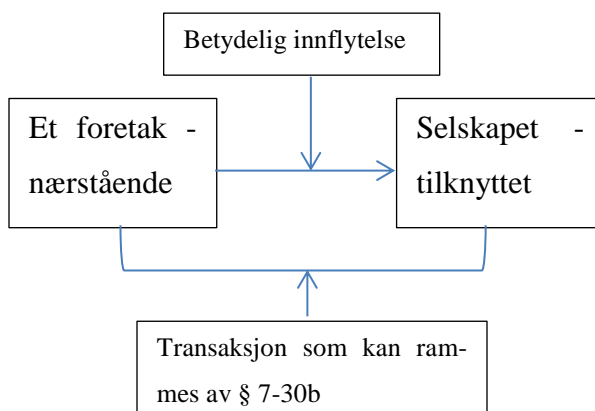 Betydelig innflytelse
Et foretak -
nærstående
Selskapet -
tilknyttet
Transaksjon som kan ram-
mes av § 7-30b